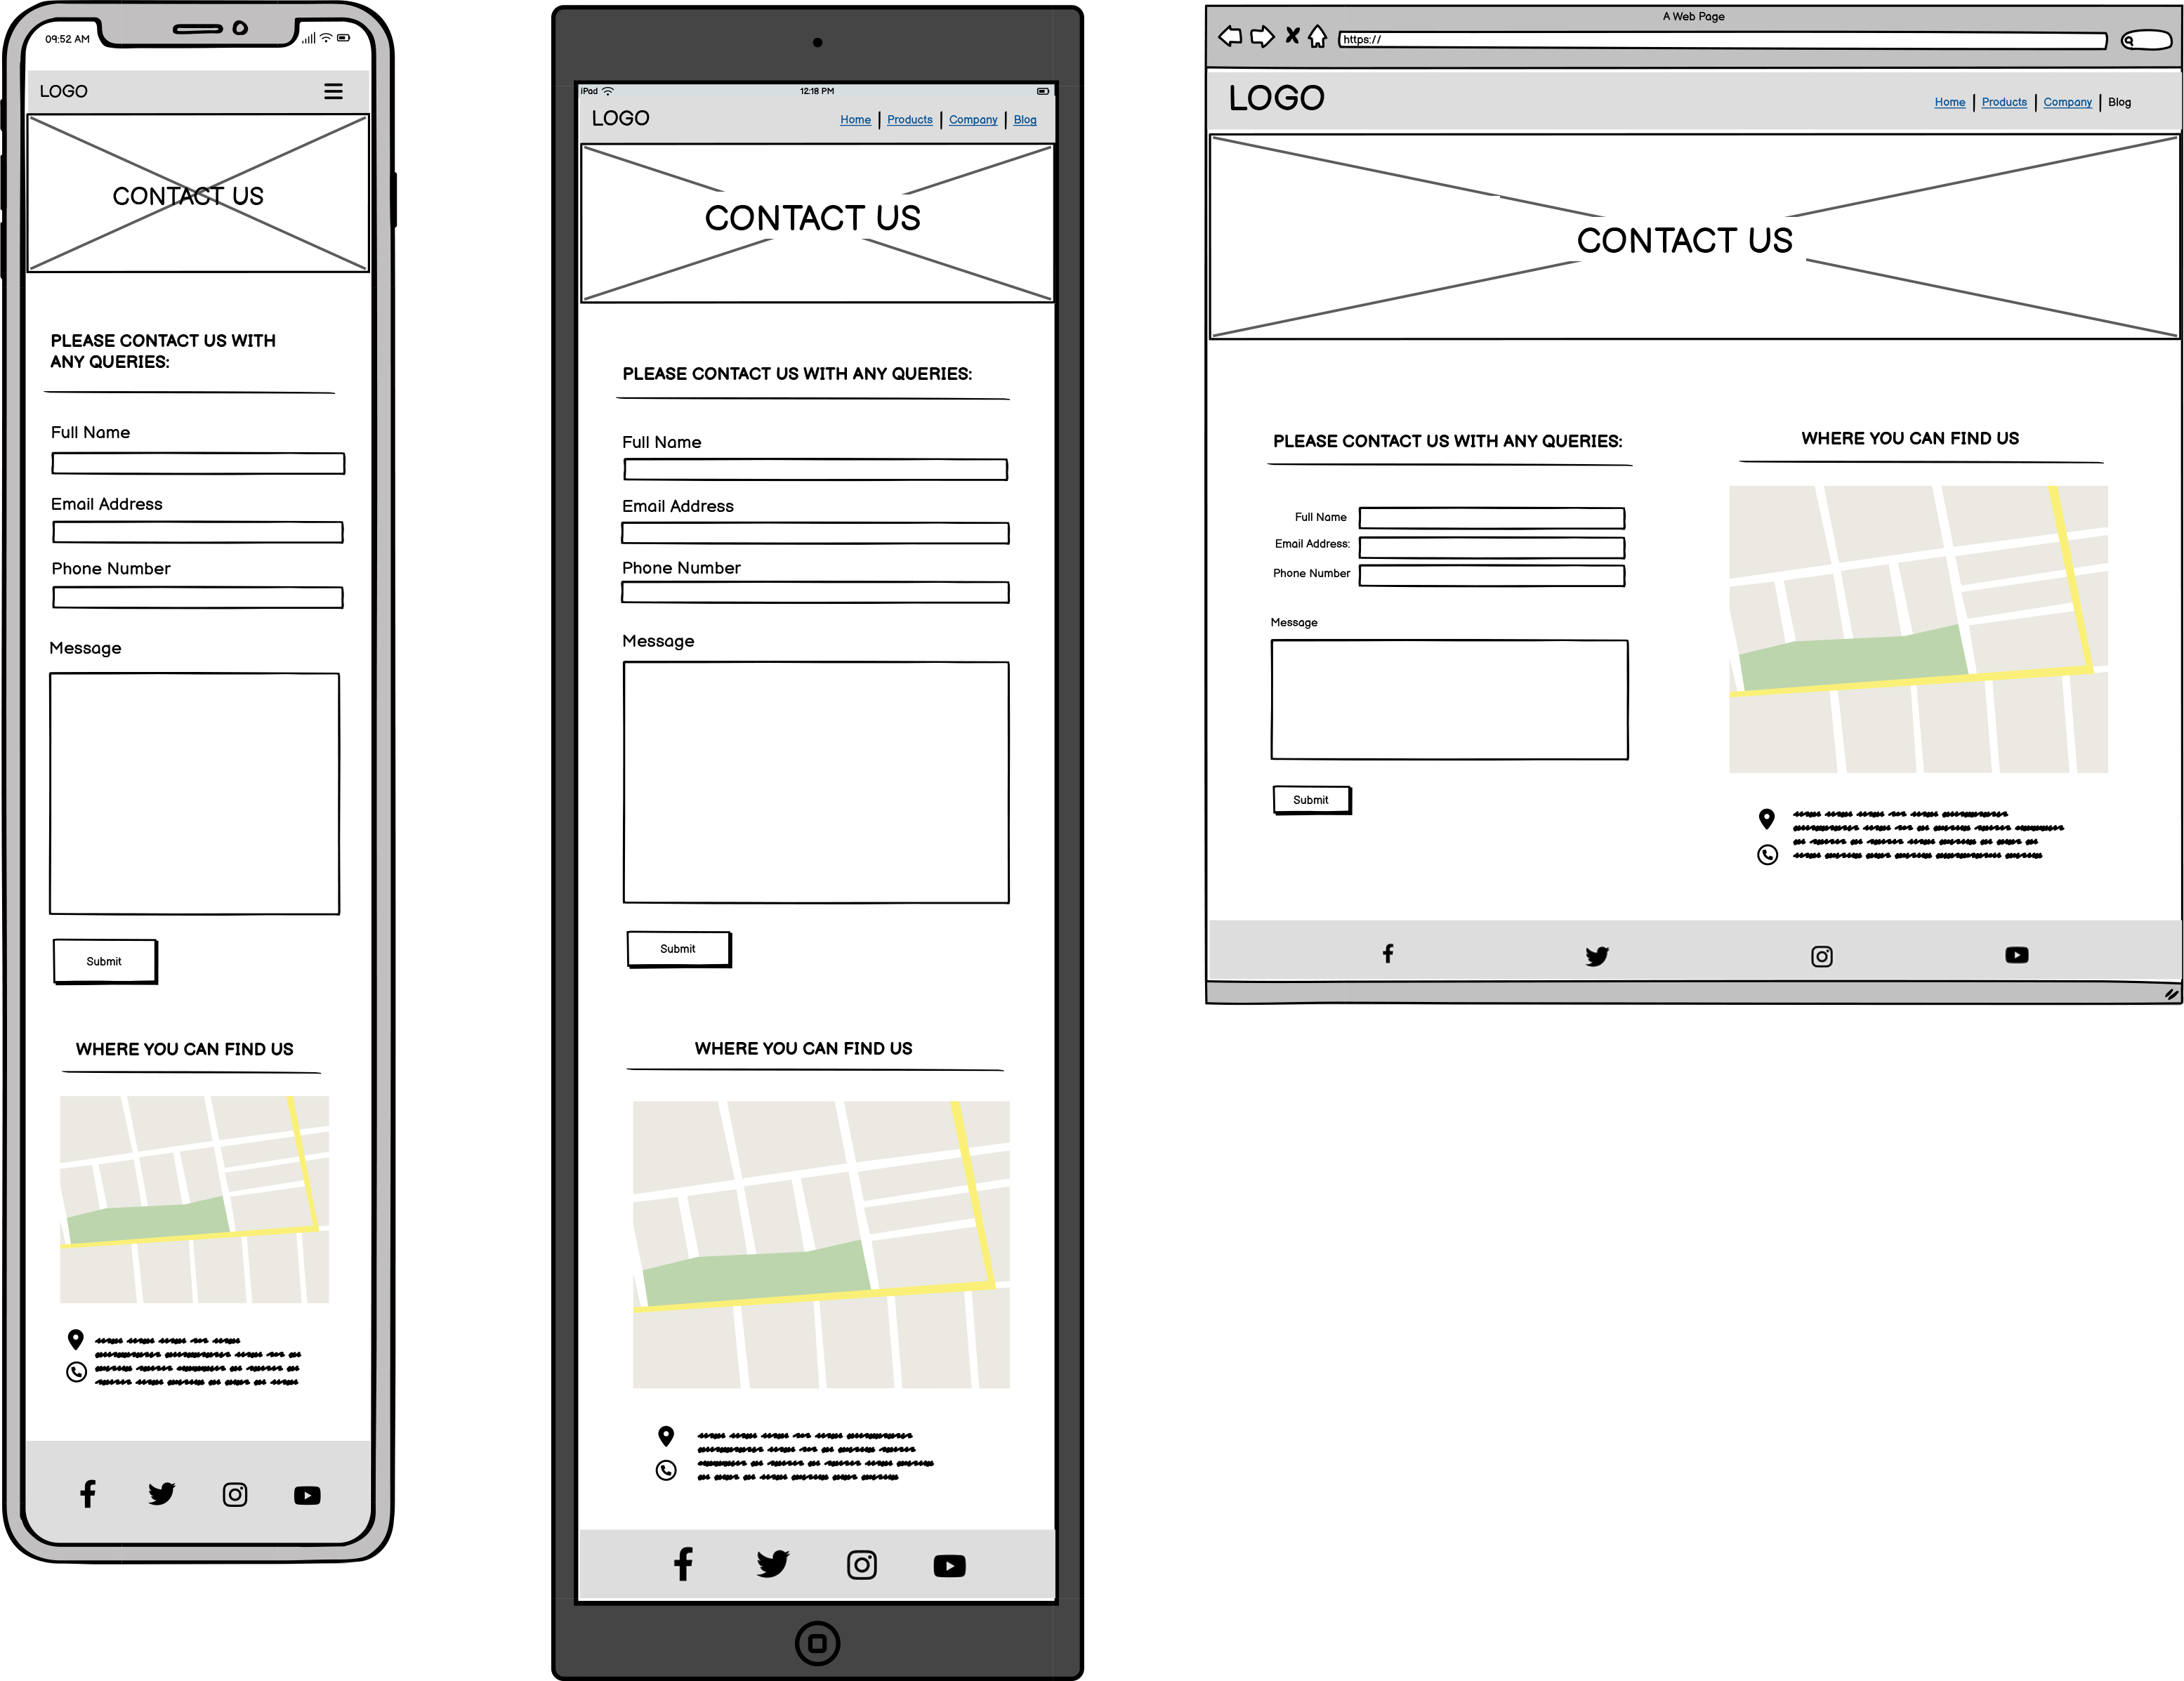 09:52 AM
LOGO
CONTACT US
PLEASE CONTACT US WITH
ANY QUERIES:
Full Name
Email Address
Phone Number
Message
Submit
WHERE YOU CAN FIND US
iPad
12:18 PM
LOGO
Home | Products | Company | Blog
CONTACT US
PLEASE CONTACT US WITH ANY QUERIES:
Full Name
Email Address
Phone Number
Message
Submit
WHERE YOU CAN FIND US
A Web Page
https://
LOGO
Home | Products | Company | Blog
CONTACT US
PLEASE CONTACT US WITH ANY QUERIES:
Full Name
Email Address:
Phone Number
Message
Submit
WHERE YOU CAN FIND US